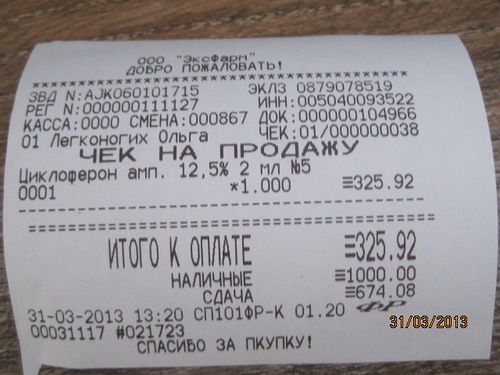 ООО "ЭксФарм"
ДОБРО ПОЖАЛОВАТЬ!
****************************************
ЗВД N:AJK060101715 ЭКЛЗ 0879078519
РЕГ N:000000111127 ИНН:005040093522
КАССА:0000 СМЕНА:000867 ДОК:000000104966
01 Легконогих Ольга ЧЕК:01/000000038
ЧЕК НА ПРОДАЖУ
Циклоферон амп. 12,5% 2 мл №5
0001 *1.000 ≡325.92
----------------------------------------
========================================
ИТОГО К ОПЛАТЕ ≡325.92
НАЛИЧНЫЕ ≡1000.00
СДАЧА ≡674.08
31-03-2013 13:20 СП101ФР-К 01.20 ФР
00031117 #021723
СПАСИБО ЗА ПКУПКУ!
31/03/2013